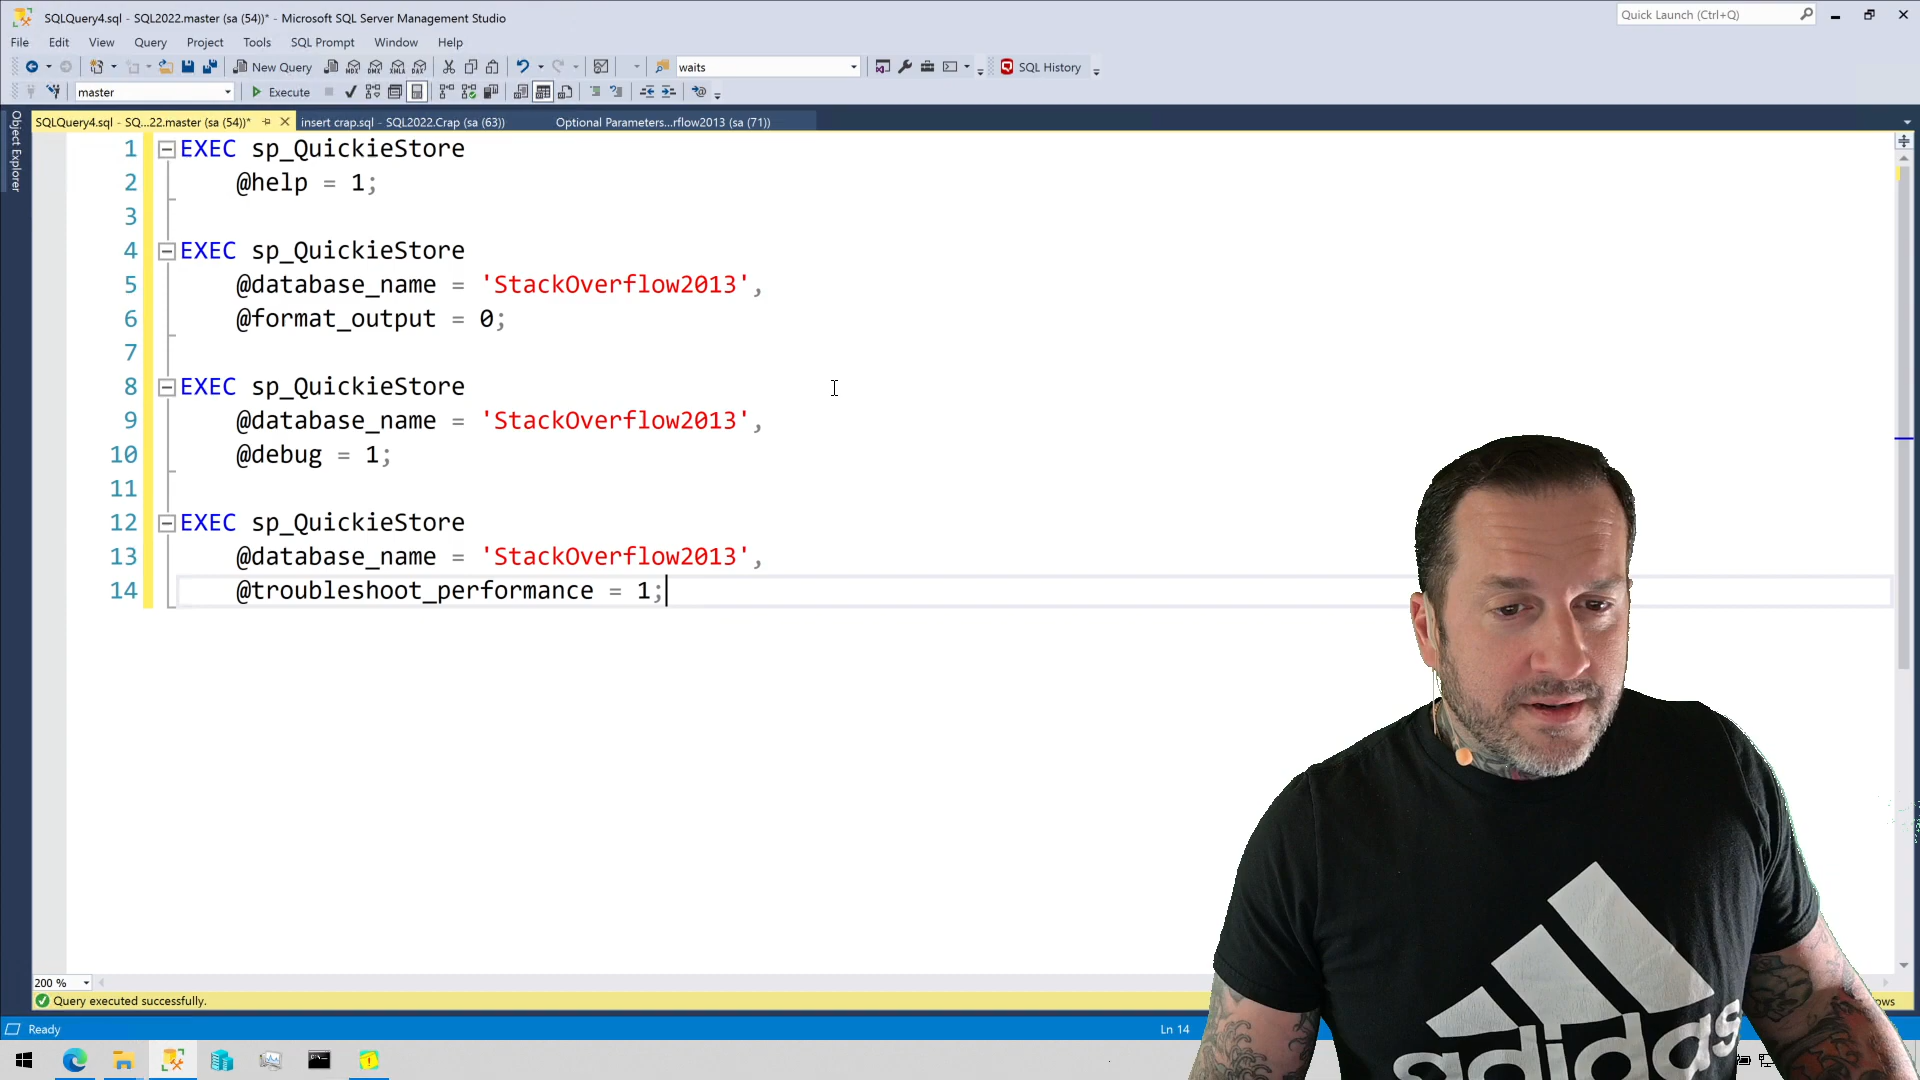 SQLQuery4.sql - SQL2022.master (sa (54))* - Microsoft SQL Server Management Studio
Quick Launch (Ctrl+Q)
File Edit View Query Project Tools SQL Prompt Window Help
New Query
waits
SQL History
master
Execute
SQLQuery4.sql - SQ...22.master (sa (54))*
insert crap.sql - SQL2022.Crap (sa (63))
Optional Parameters...rflow2013 (sa (71))
Object Explorer
1 EXEC sp_QuickieStore
2 @help = 1;
3
4 EXEC sp_QuickieStore
5 @database_name = 'StackOverflow2013',
6 @format_output = 0;
7
8 EXEC sp_QuickieStore
9 @database_name = 'StackOverflow2013',
10 @debug = 1;
11
12 EXEC sp_QuickieStore
13 @database_name = 'StackOverflow2013',
14 @troubleshoot_performance = 1;
200 %
Query executed successfully.
Ready
Ln 14
adidas